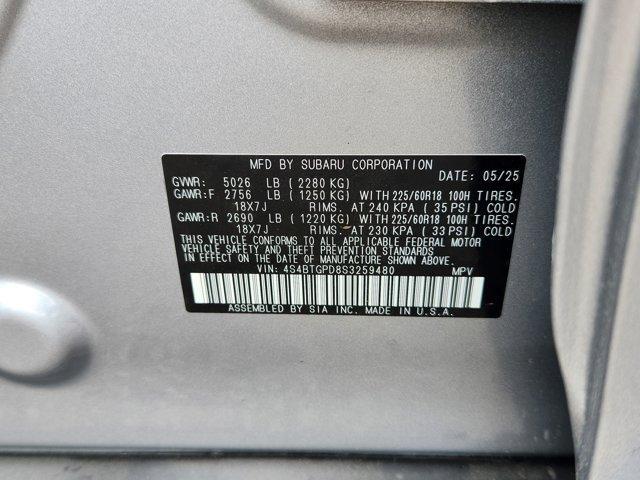 MFD BY SUBARU CORPORATION DATE: 05/25
GVWR: 5026 LB ( 2280 KG)
GAWR:F 2756 LB ( 1250 KG) WITH 225/60R18 100H TIRES.
18X7J RIMS. AT 240 KPA ( 35 PSI) COLD
GAWR:R 2690 LB ( 1220 KG) WITH 225/60R18 100H TIRES.
18X7J RIMS. AT 230 KPA ( 33 PSI) COLD
THIS VEHICLE CONFORMS TO ALL APPLICABLE FEDERAL MOTOR
VEHICLE SAFETY AND THEFT PREVENTION STANDARDS
IN EFFECT ON THE DATE OF MANUFACTURE SHOWN ABOVE.
VIN: 4S4BTGPD8S3259480 MPV
ASSEMBLED BY SIA INC. MADE IN U.S.A.